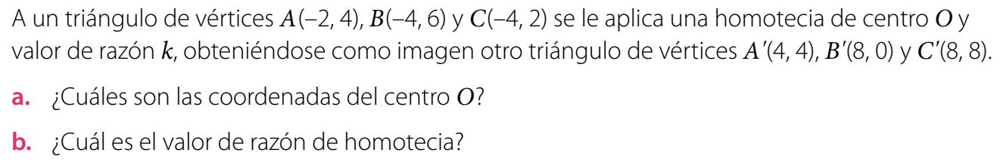 A un triángulo de vértices A(–2, 4), B(–4, 6) y C(–4, 2) se le aplica una homotecia de centro O y
valor de razón k, obteniéndose como imagen otro triángulo de vértices A'(4, 4), B'(8, 0) y C'(8, 8).
a. ¿Cuáles son las coordenadas del centro O?
b. ¿Cuál es el valor de razón de homotecia?